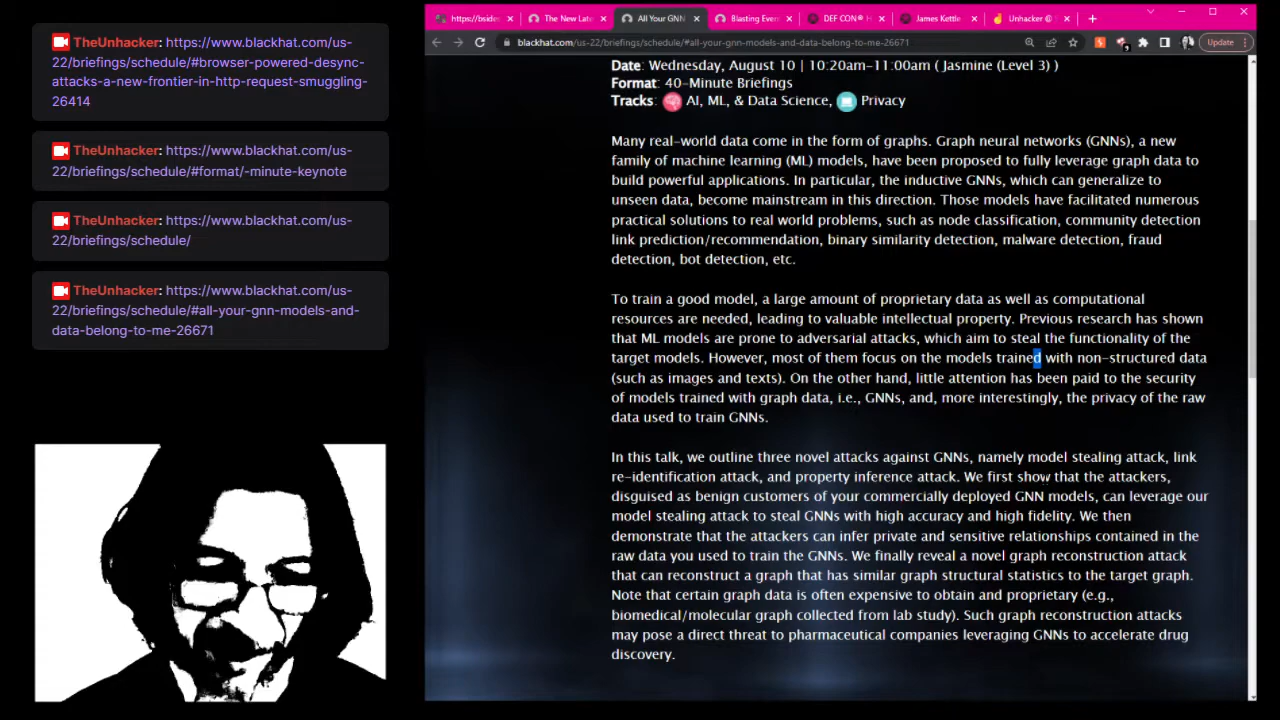 TheUnhacker: https://www.blackhat.com/us-
22/briefings/schedule/#browser-powered-desync-
attacks-a-new-frontier-in-http-request-smuggling-
26414
TheUnhacker: https://www.blackhat.com/us-
22/briefings/schedule/#format/-minute-keynote
TheUnhacker: https://www.blackhat.com/us-
22/briefings/schedule/
TheUnhacker: https://www.blackhat.com/us-
22/briefings/schedule/#all-your-gnn-models-and-
data-belong-to-me-26671
https://bsides The New Late All Your GNN Blasting Even DEF CON® H James Kettle Unhacker @
blackhat.com/us-22/briefings/schedule/#all-your-gnn-models-and-data-belong-to-me-26671 Update
Date: Wednesday, August 10 | 10:20am-11:00am ( Jasmine (Level 3) )
Format: 40-Minute Briefings
Tracks: AI, ML, & Data Science, Privacy
Many real-world data come in the form of graphs. Graph neural networks (GNNs), a new
family of machine learning (ML) models, have been proposed to fully leverage graph data to
build powerful applications. In particular, the inductive GNNs, which can generalize to
unseen data, become mainstream in this direction. Those models have facilitated numerous
practical solutions to real world problems, such as node classification, community detection
link prediction/recommendation, binary similarity detection, malware detection, fraud
detection, bot detection, etc.
To train a good model, a large amount of proprietary data as well as computational
resources are needed, leading to valuable intellectual property. Previous research has shown
that ML models are prone to adversarial attacks, which aim to steal the functionality of the
target models. However, most of them focus on the models trained with non-structured data
(such as images and texts). On the other hand, little attention has been paid to the security
of models trained with graph data, i.e., GNNs, and, more interestingly, the privacy of the raw
data used to train GNNs.
In this talk, we outline three novel attacks against GNNs, namely model stealing attack, link
re-identification attack, and property inference attack. We first show that the attackers,
disguised as benign customers of your commercially deployed GNN models, can leverage our
model stealing attack to steal GNNs with high accuracy and high fidelity. We then
demonstrate that the attackers can infer private and sensitive relationships contained in the
raw data you used to train the GNNs. We finally reveal a novel graph reconstruction attack
that can reconstruct a graph that has similar graph structural statistics to the target graph.
Note that certain graph data is often expensive to obtain and proprietary (e.g.,
biomedical/molecular graph collected from lab study). Such graph reconstruction attacks
may pose a direct threat to pharmaceutical companies leveraging GNNs to accelerate drug
discovery.